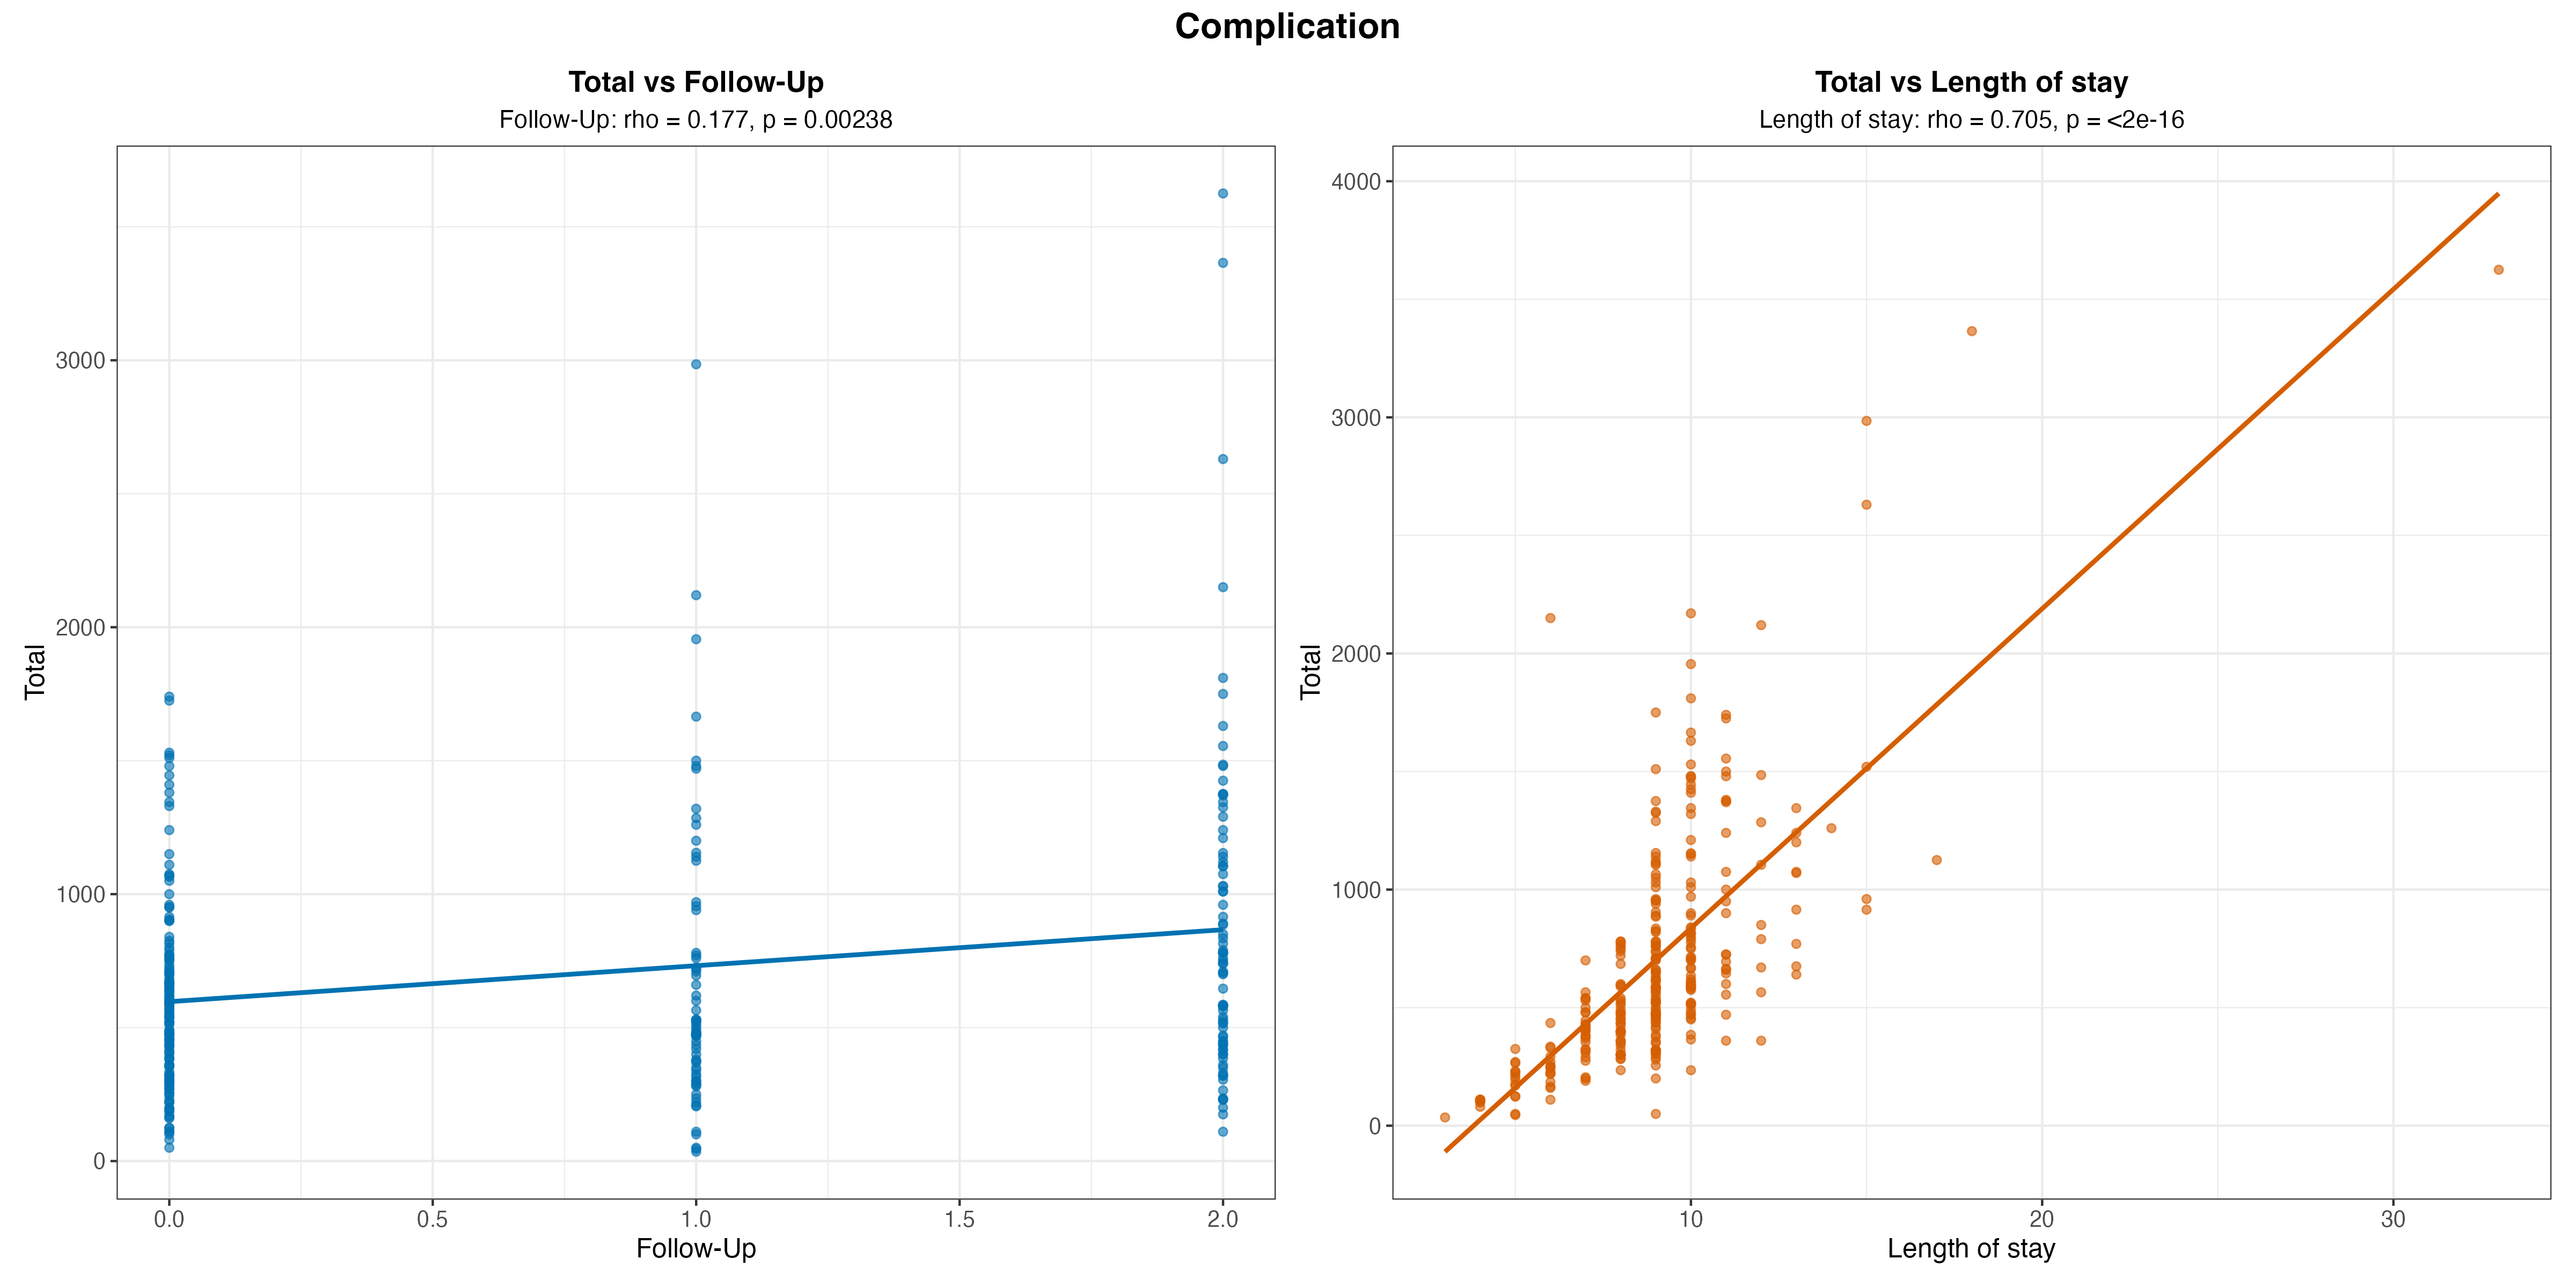 Complication
Total vs Follow-Up
Follow-Up: rho = 0.177, p = 0.00238
Total
3000
2000
1000
0
0.0
0.5
1.0
1.5
2.0
Follow-Up
Total vs Length of stay
Length of stay: rho = 0.705, p = <2e-16
Total
4000
3000
2000
1000
0
10
20
30
Length of stay